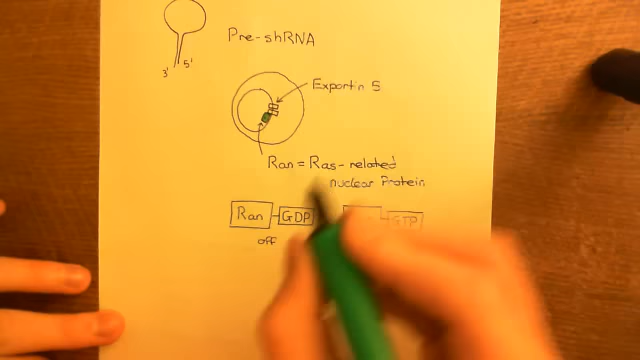 Pre-shRNA
3' 5'
Exportin 5
Ran = Ras-related
nuclear Protein
Ran GDP GTP
off